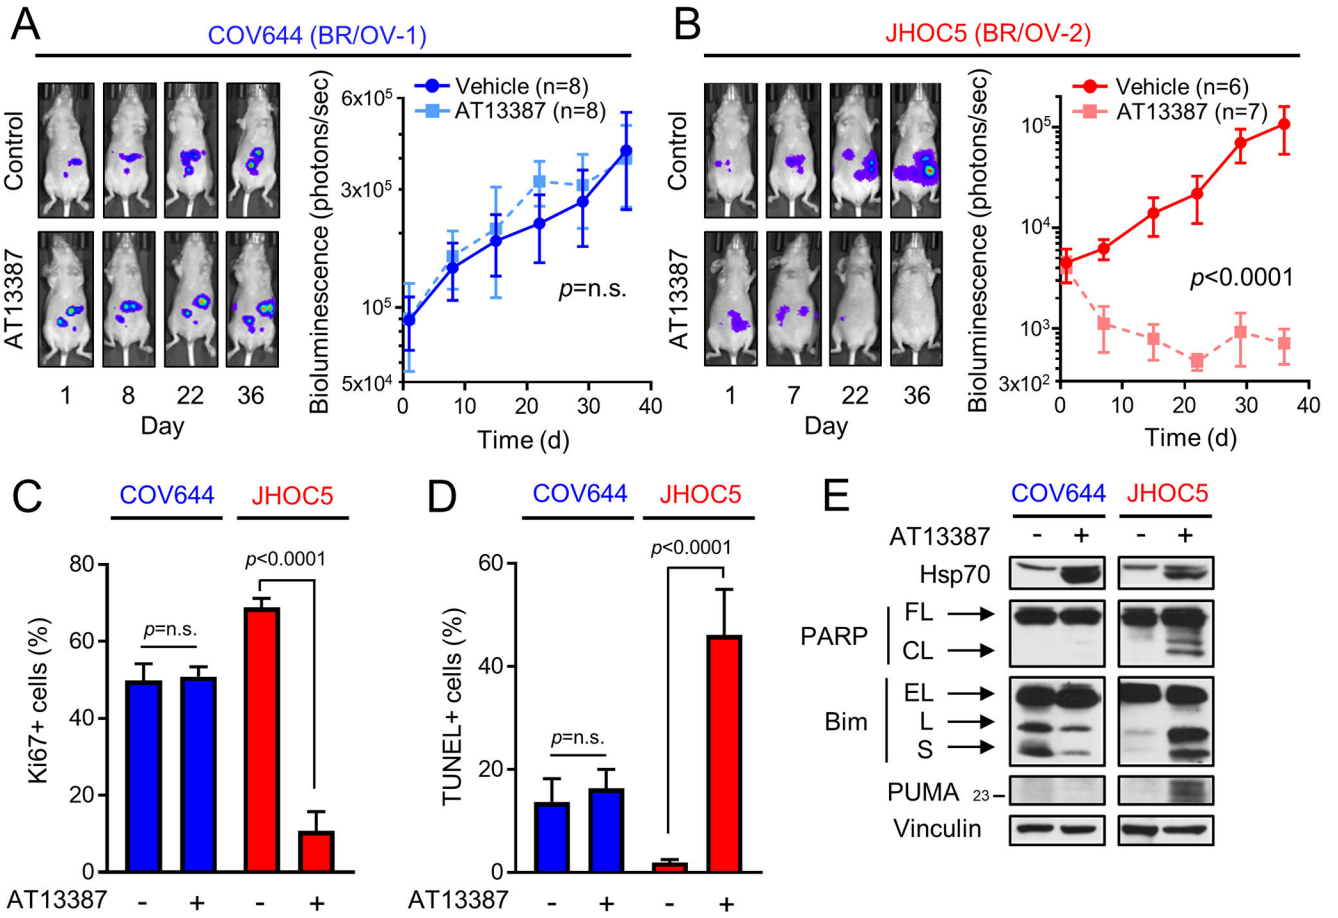 A
COV644 (BR/OV-1)
Control
AT13387
1 8 22 36
Day
Bioluminescence (photons/sec)
Vehicle (n=8)
AT13387 (n=8)
6x10⁵
3x10⁵
10⁵
5x10⁴
p=n.s.
0 10 20 30 40
Time (d)
B
JHOC5 (BR/OV-2)
Control
AT13387
1 7 22 36
Day
Bioluminescence (photons/sec)
Vehicle (n=6)
AT13387 (n=7)
10⁵
10⁴
10³
3x10²
p<0.0001
0 10 20 30 40
Time (d)
C
COV644 JHOC5
Ki67+ cells (%)
80
60
40
20
0
p=n.s.
p<0.0001
AT13387 - + - +
D
COV644 JHOC5
TUNEL+ cells (%)
60
40
20
0
p=n.s.
p<0.0001
AT13387 - + - +
E
COV644 JHOC5
AT13387 - + - +
Hsp70
PARP
FL
CL
Bim
EL
L
S
PUMA 23
Vinculin